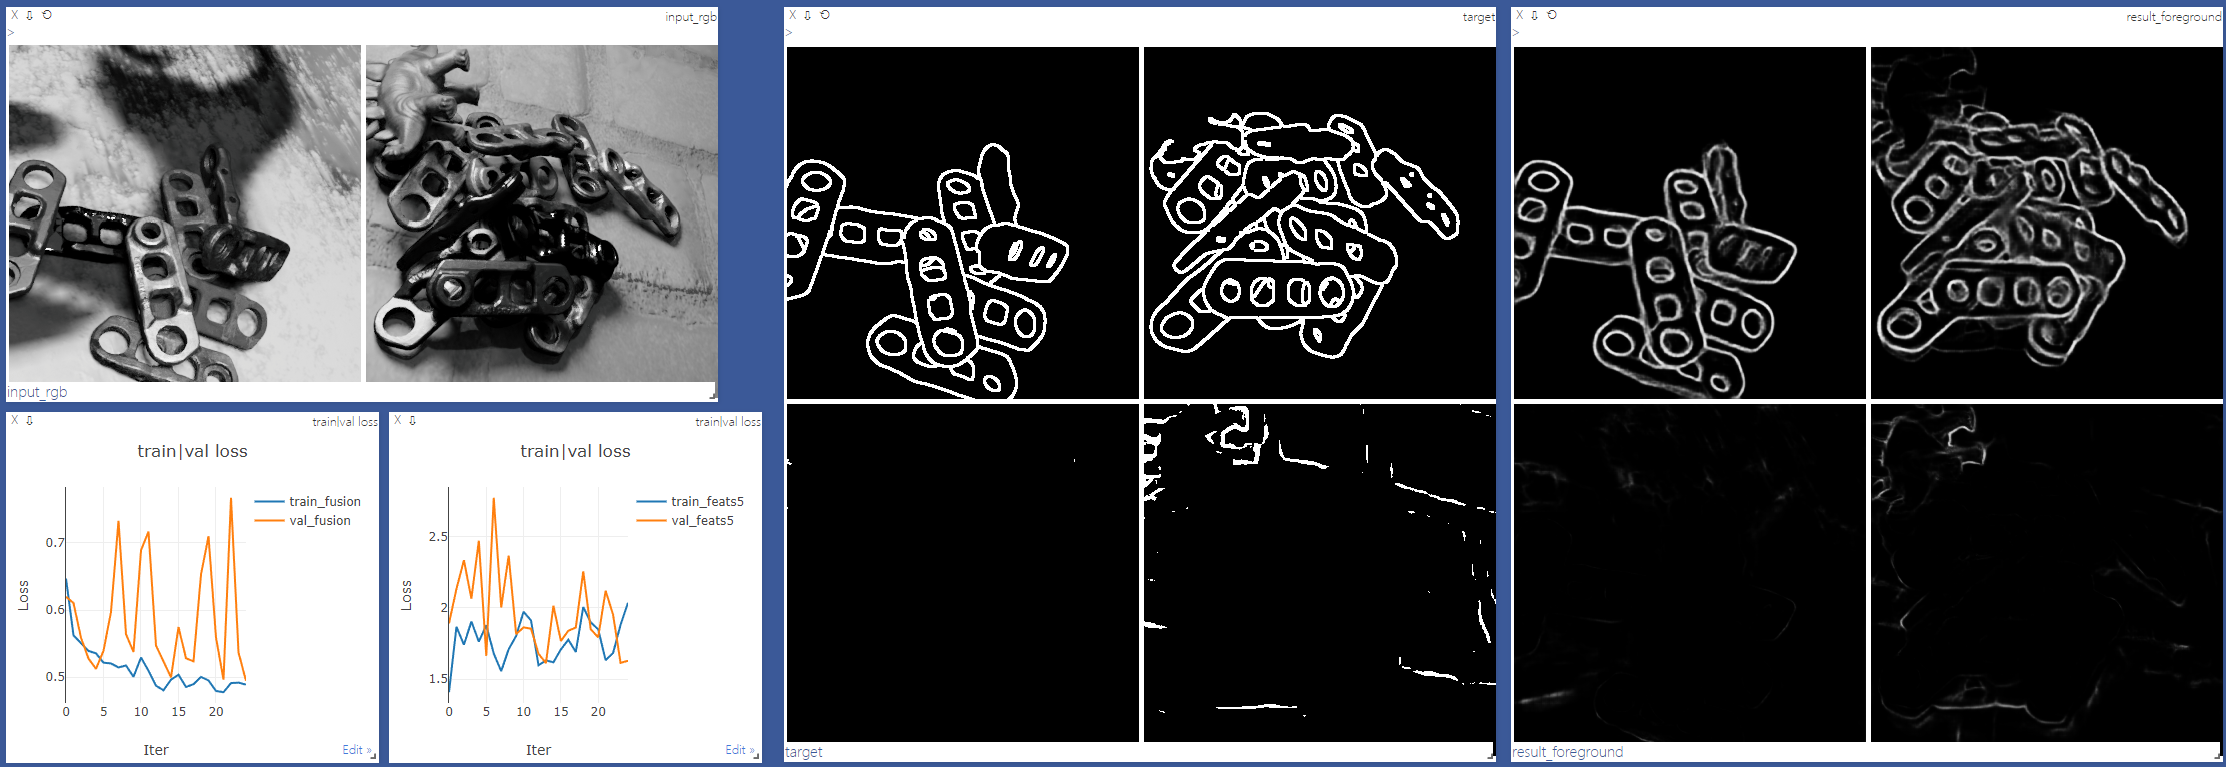 X ⇩ ⟲ input_rgb
>
input_rgb
X ⇩ train|val loss
train|val loss
train_fusion
val_fusion
0.7
0.6
0.5
Loss
0 5 10 15 20
Iter
Edit »
X ⇩ train|val loss
train|val loss
train_feats5
val_feats5
2.5
2
1.5
Loss
0 5 10 15 20
Iter
Edit »
X ⇩ ⟲ target
>
target
X ⇩ ⟲ result_foreground
>
result_foreground